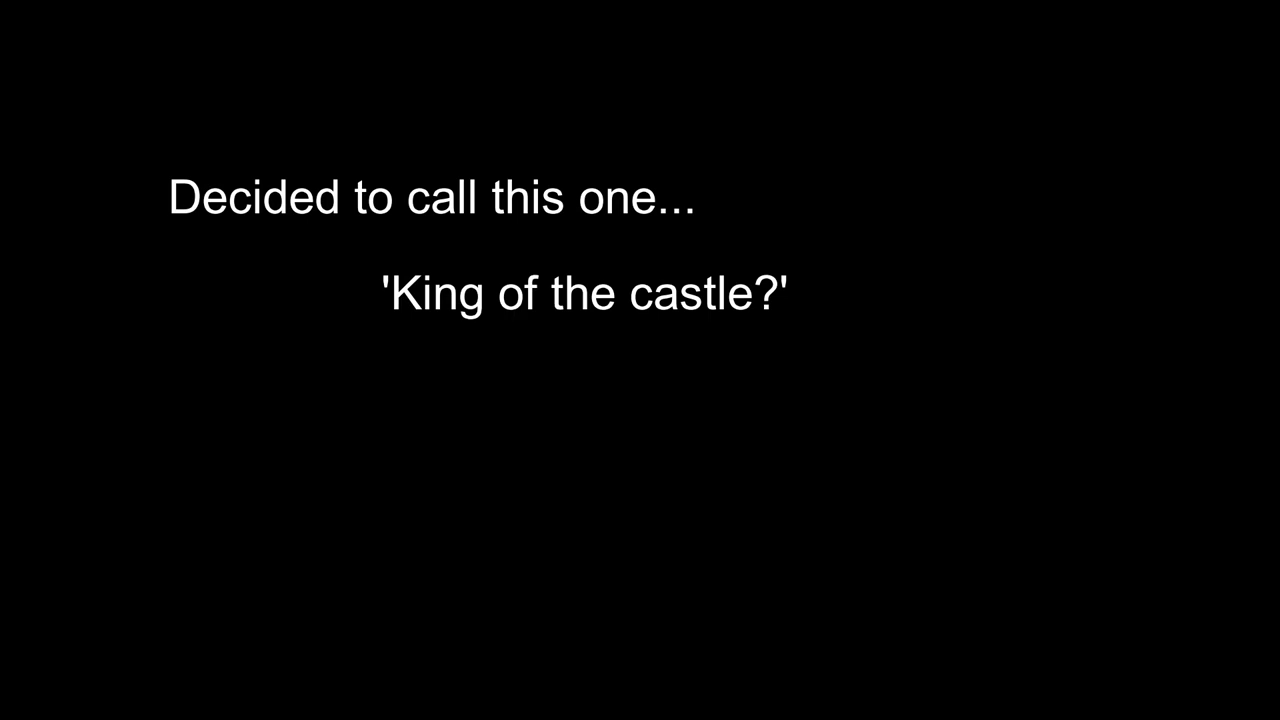 Decided to call this one...
'King of the castle?'